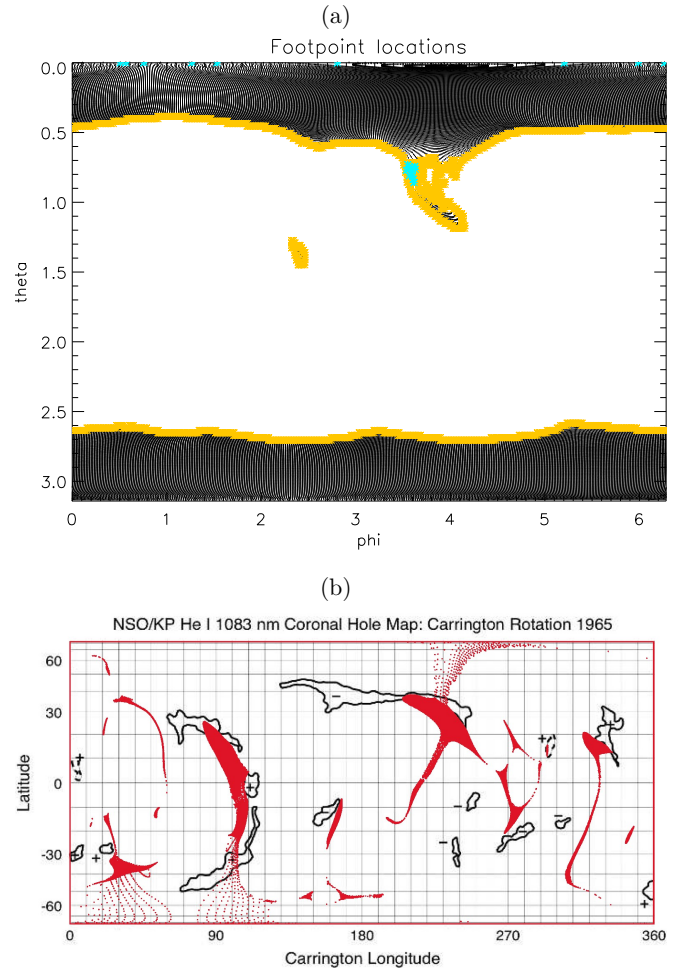 (a)
Footpoint locations
0.0
0.5
1.0
1.5
2.0
2.5
3.0
theta
0 1 2 3 4 5 6
phi
(b)
NSO/KP He I 1083 nm Coronal Hole Map: Carrington Rotation 1965
60
30
0
-30
-60
Latitude
0 90 180 270 360
Carrington Longitude